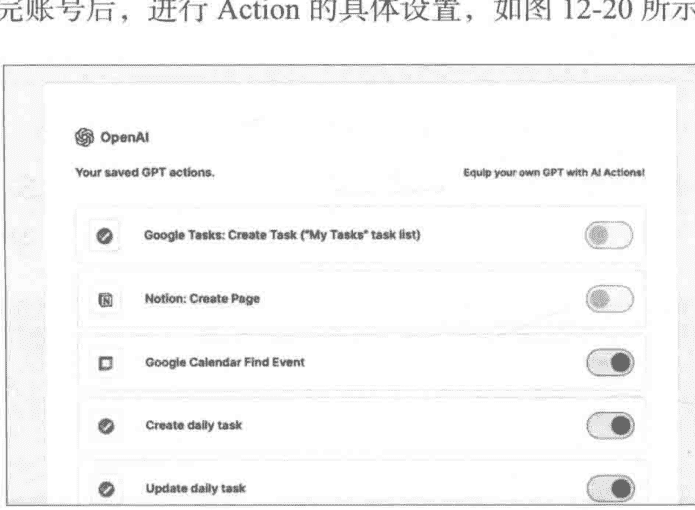 完账号后，进行 Action 的具体设置，如图 12-20 所示
OpenAI
Your saved GPT actions.
Equip your own GPT with AI Actions!
Google Tasks: Create Task ("My Tasks" task list)
Notion: Create Page
Google Calendar Find Event
Create daily task
Update daily task